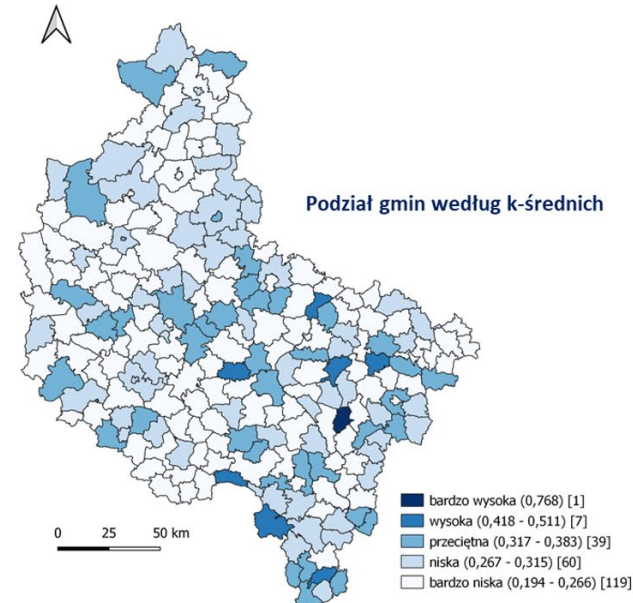 Podział gmin według k-średnich
bardzo wysoka (0,768) [1]
wysoka (0,418 - 0,511) [7]
przeciętna (0,317 - 0,383) [39]
niska (0,267 - 0,315) [60]
bardzo niska (0,194 - 0,266) [119]
0 25 50 km